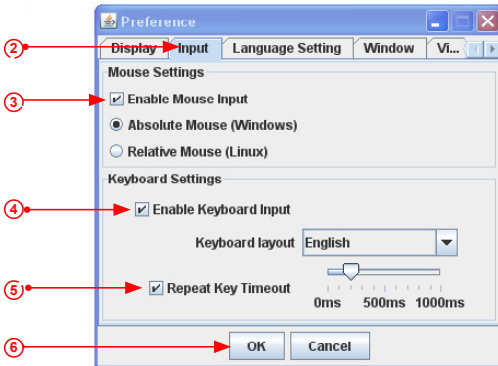 Preference
2 Display Input Language Setting Window Vi...
Mouse Settings
3 Enable Mouse Input
Absolute Mouse (Windows)
Relative Mouse (Linux)
Keyboard Settings
4 Enable Keyboard Input
Keyboard layout English
5 Repeat Key Timeout
0ms 500ms 1000ms
6 OK Cancel